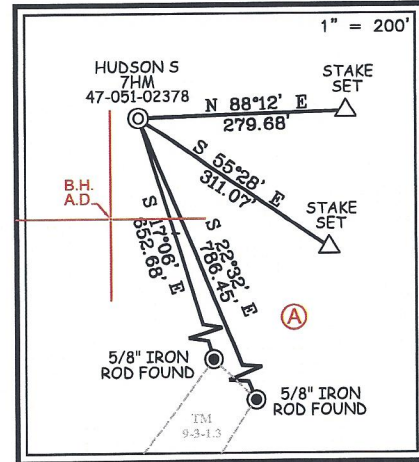 1" = 200'
HUDSON S
7HM
47-051-02378
STAKE
SET
N 88°12' E
279.68'
S 55°28' E
311.07'
B.H.
A.D.
STAKE
SET
S 17°06' E
652.68'
S 22°32' E
786.45'
A
5/8" IRON
ROD FOUND
5/8" IRON
ROD FOUND
TM
9-3-1.3